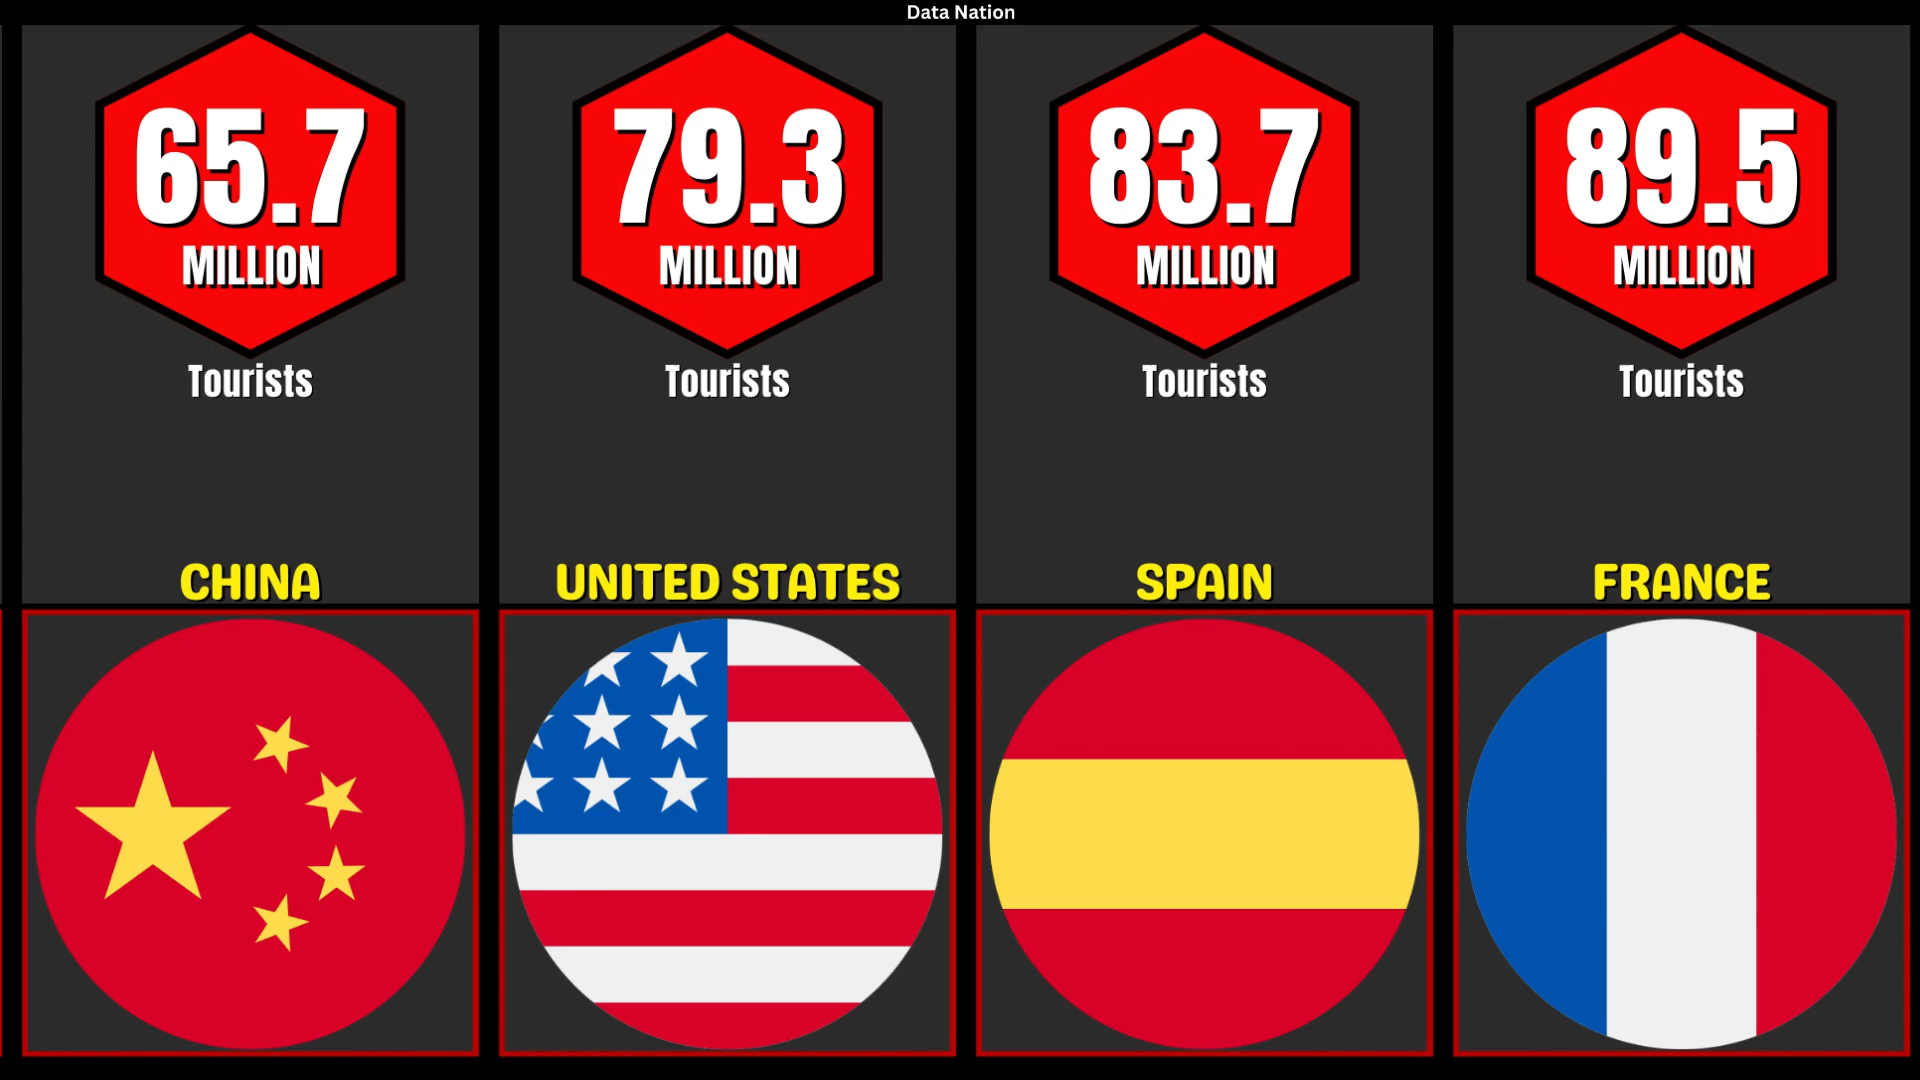 Data Nation
65.7
MILLION
Tourists
CHINA
79.3
MILLION
Tourists
UNITED STATES
83.7
MILLION
Tourists
SPAIN
89.5
MILLION
Tourists
FRANCE